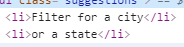 <li>Filter for a city</li>
<li>or a state</li>